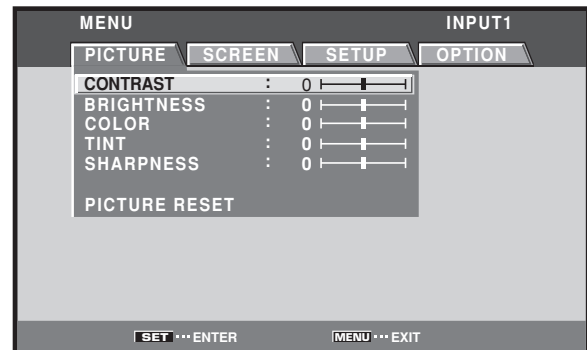 MENU INPUT1
PICTURE SCREEN SETUP OPTION
CONTRAST : 0
BRIGHTNESS : 0
COLOR : 0
TINT : 0
SHARPNESS : 0
PICTURE RESET
SET ··· ENTER MENU ··· EXIT